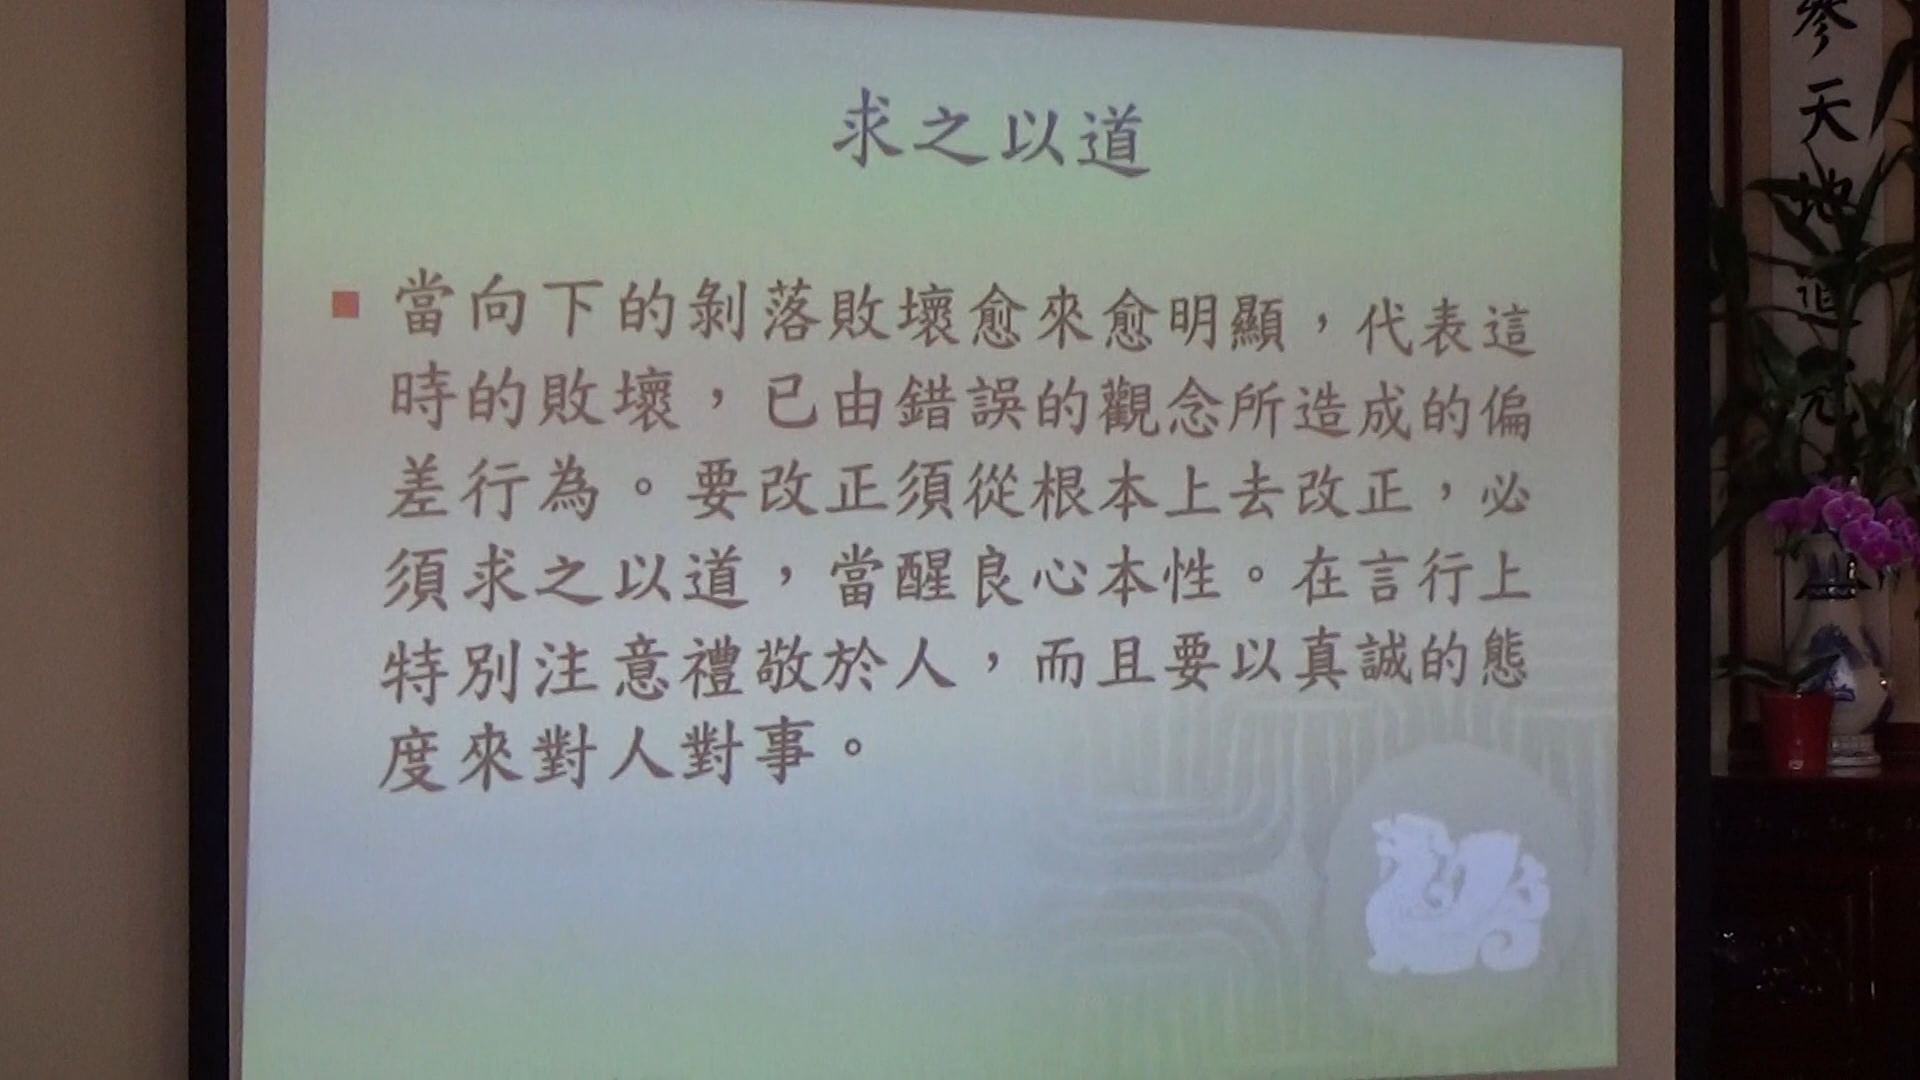 求之以道
當向下的剝落敗壞愈來愈明顯,代表這
時的敗壞,已由錯誤的觀念所造成的偏
差行為。要改正須從根本上去改正,必
須求之以道,當醒良心本性。在言行上
特別注意禮敬於人,而且要以真誠的態
度來對人對事。
參天地道